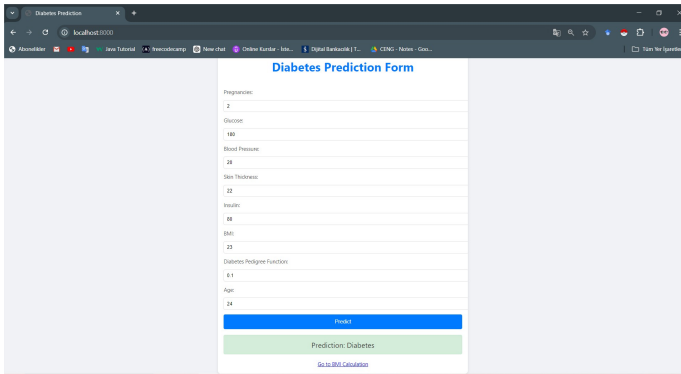 Diabetes Prediction
localhost:8000
Abonelikler
Java Tutorial
freecodecamp
New chat
Online Kurslar - İste...
Dijital Bankacılık | T...
CENG - Notes - Goo...
Tüm Yer İşaretleri
Diabetes Prediction Form
Pregnancies:
2
Glucose:
180
Blood Pressure:
Skin Thickness:
22
Insulin:
BMI:
23
Diabetes Pedigree Function:
0.1
Age:
24
Predict
Prediction: Diabetes
Go to BMI Calculation